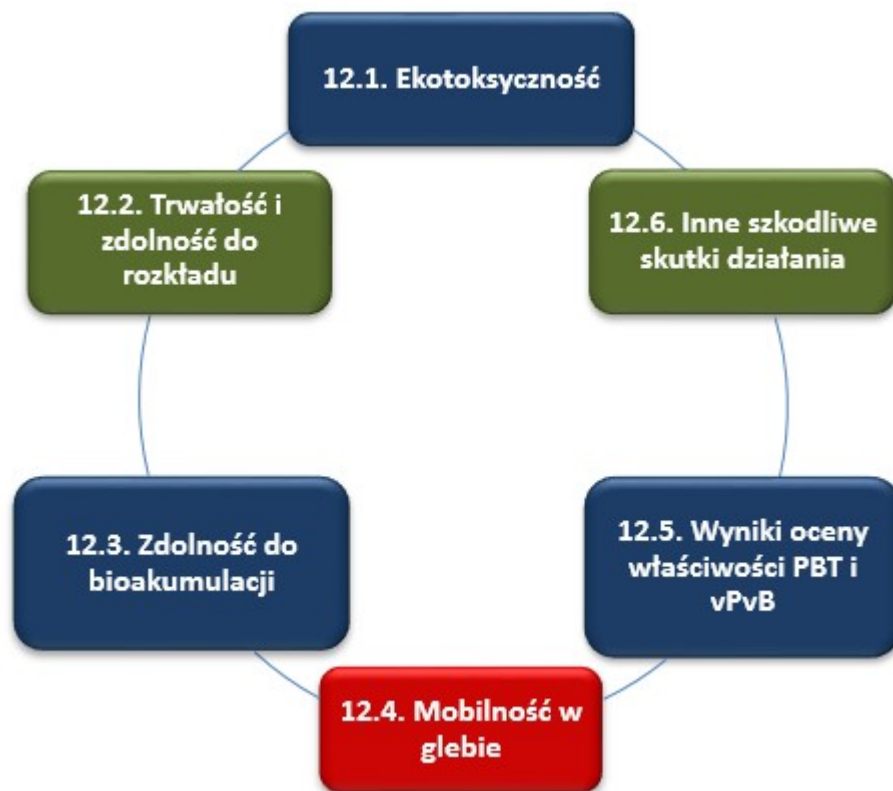 12.1. Ekotoksyczność
12.2. Trwałość i
zdolność do
rozkładu
12.6. Inne szkodliwe
skutki działania
12.3. Zdolność do
bioakumulacji
12.5. Wyniki oceny
właściwości PBT i
vPvB
12.4. Mobilność w
glebie